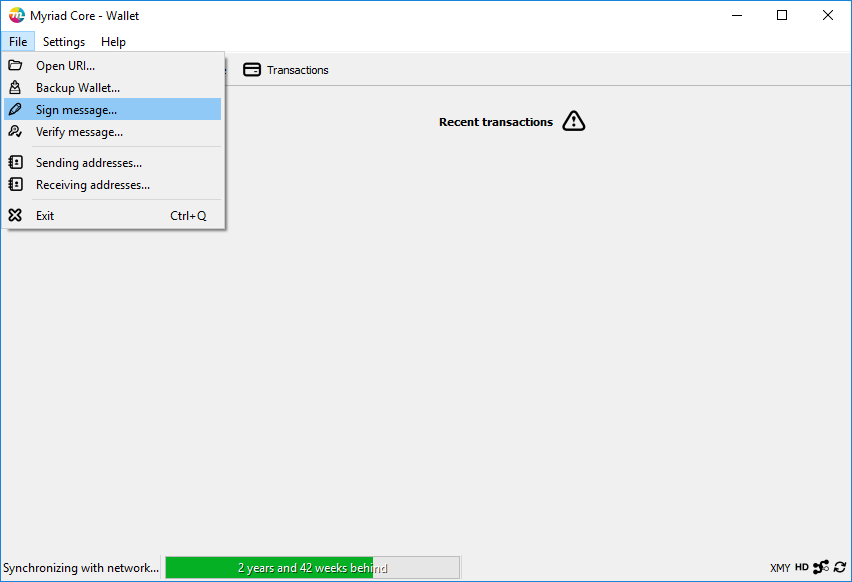 Myriad Core - Wallet
File Settings Help
Open URI...
Backup Wallet...
Sign message...
Verify message...
Sending addresses...
Receiving addresses...
Exit Ctrl+Q
Transactions
Recent transactions
Synchronizing with network... 2 years and 42 weeks behind XMY HD